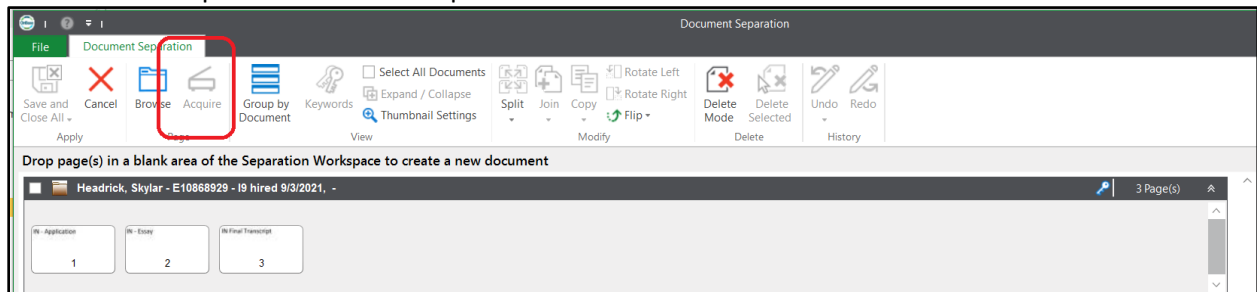 Document Separation
File Document Separation
Save and Close All
Cancel
Browse
Acquire
Group by Document
Keywords
Select All Documents
Expand / Collapse
Thumbnail Settings
Split
Join
Copy
Rotate Left
Rotate Right
Flip
Delete Mode
Delete Selected
Undo
Redo
Apply Page View Modify Delete History
Drop page(s) in a blank area of the Separation Workspace to create a new document
Headrick, Skylar - E10868929 - I9 hired 9/3/2021, - 3 Page(s)
IN - Application IN - Essay IN Final Transcript
1 2 3